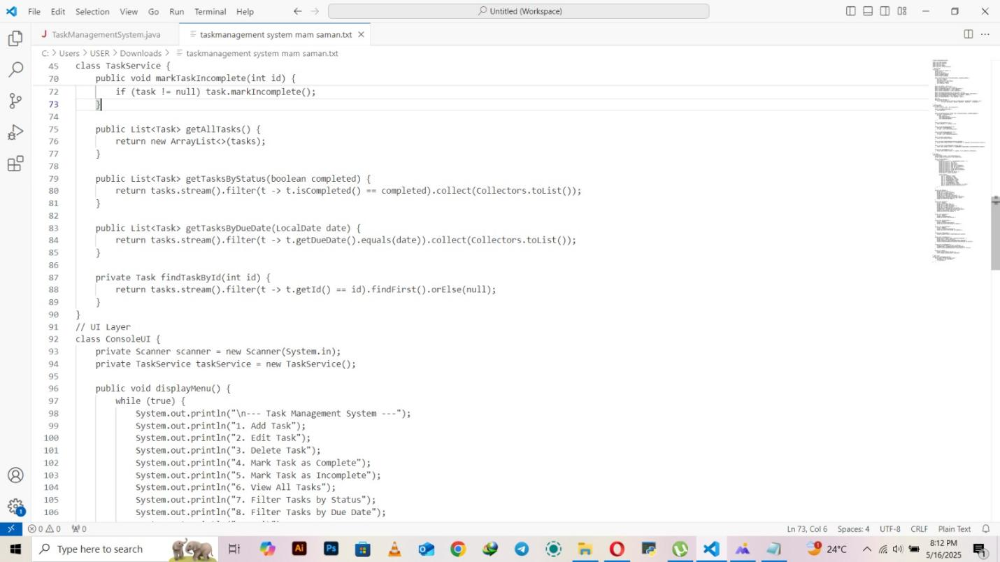 File Edit Selection View Go Run Terminal Help Untitled (Workspace)
J TaskManagementSystem.java taskmanagement system mam saman.txt
C: > Users > USER > Downloads > taskmanagement system mam saman.txt
45 class TaskService {
70 public void markTaskIncomplete(int id) {
72 if (task != null) task.markIncomplete();
73 }
74
75 public List<Task> getAllTasks() {
76 return new ArrayList<>(tasks);
77 }
78
79 public List<Task> getTasksByStatus(boolean completed) {
80 return tasks.stream().filter(t -> t.isCompleted() == completed).collect(Collectors.toList());
81 }
82
83 public List<Task> getTasksByDueDate(LocalDate date) {
84 return tasks.stream().filter(t -> t.getDueDate().equals(date)).collect(Collectors.toList());
85 }
86
87 private Task findTaskById(int id) {
88 return tasks.stream().filter(t -> t.getId() == id).findFirst().orElse(null);
89 }
90 }
91 // UI Layer
92 class ConsoleUI {
93 private Scanner scanner = new Scanner(System.in);
94 private TaskService taskService = new TaskService();
95
96 public void displayMenu() {
97 while (true) {
98 System.out.println("\n--- Task Management System ---");
99 System.out.println("1. Add Task");
100 System.out.println("2. Edit Task");
101 System.out.println("3. Delete Task");
102 System.out.println("4. Mark Task as Complete");
103 System.out.println("5. Mark Task as Incomplete");
104 System.out.println("6. View All Tasks");
105 System.out.println("7. Filter Tasks by Status");
106 System.out.println("8. Filter Tasks by Due Date");
1
0 0 0 Ln 73, Col 6 Spaces: 4 UTF-8 CRLF Plain Text
Type here to search Ai Ps 1 24°C 8:12 PM
5/16/2025 1